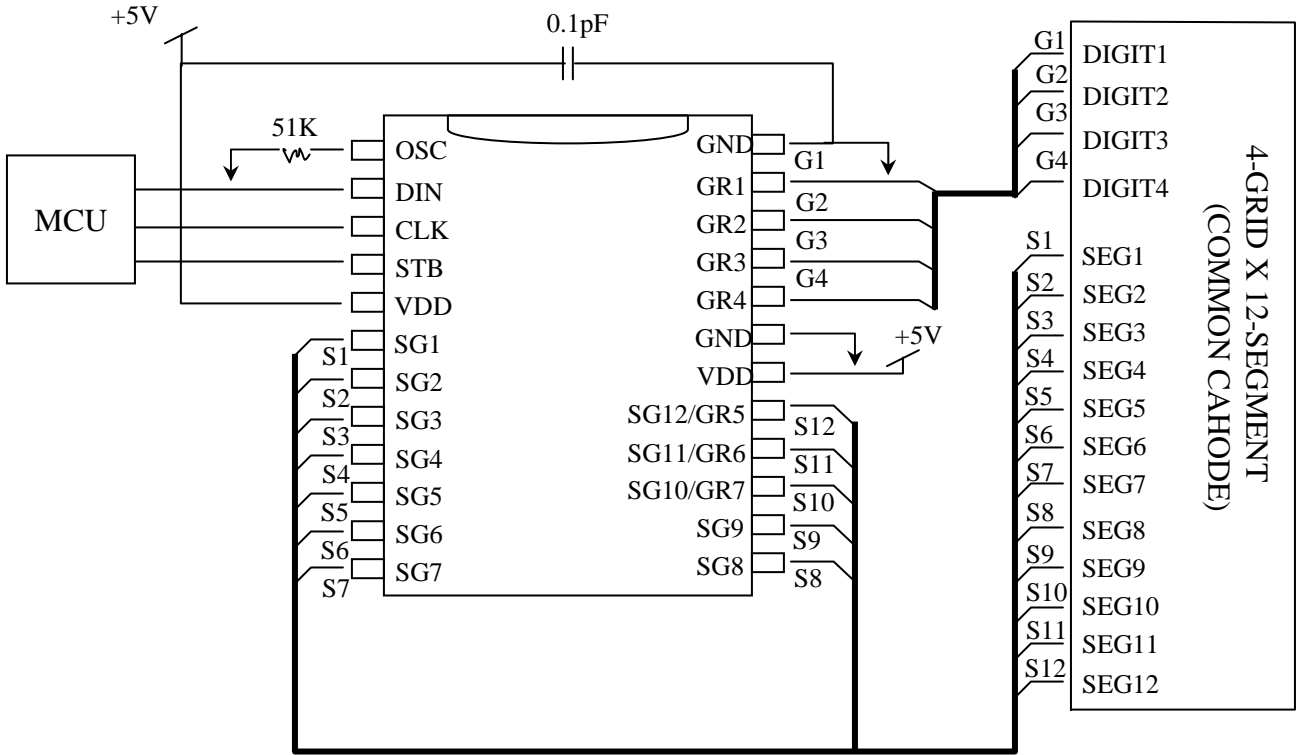 +5V
0.1pF
51K
MCU
OSC
DIN
CLK
STB
VDD
SG1
SG2
SG3
SG4
SG5
SG6
SG7
S1
S2
S3
S4
S5
S6
S7
GND
GR1
GR2
GR3
GR4
GND
VDD
SG12/GR5
SG11/GR6
SG10/GR7
SG9
SG8
G1
G2
G3
G4
+5V
S12
S11
S10
S9
S8
G1
G2
G3
G4
S1
S2
S3
S4
S5
S6
S7
S8
S9
S10
S11
S12
DIGIT1
DIGIT2
DIGIT3
DIGIT4
SEG1
SEG2
SEG3
SEG4
SEG5
SEG6
SEG7
SEG8
SEG9
SEG10
SEG11
SEG12
4-GRID X 12-SEGMENT
(COMMON CAHODE)